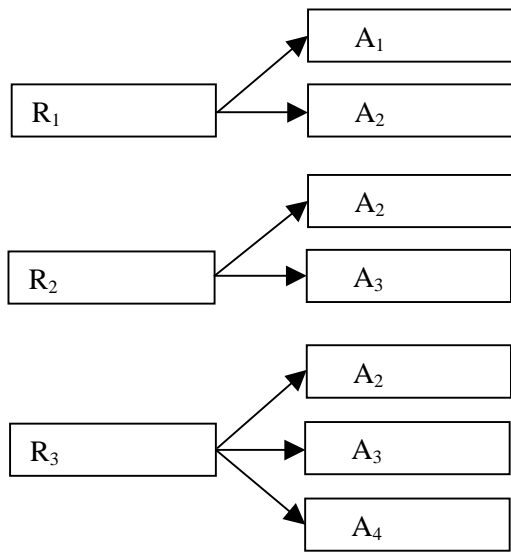 A₁
R₁
A₂
A₂
R₂
A₃
A₂
R₃
A₃
A₄